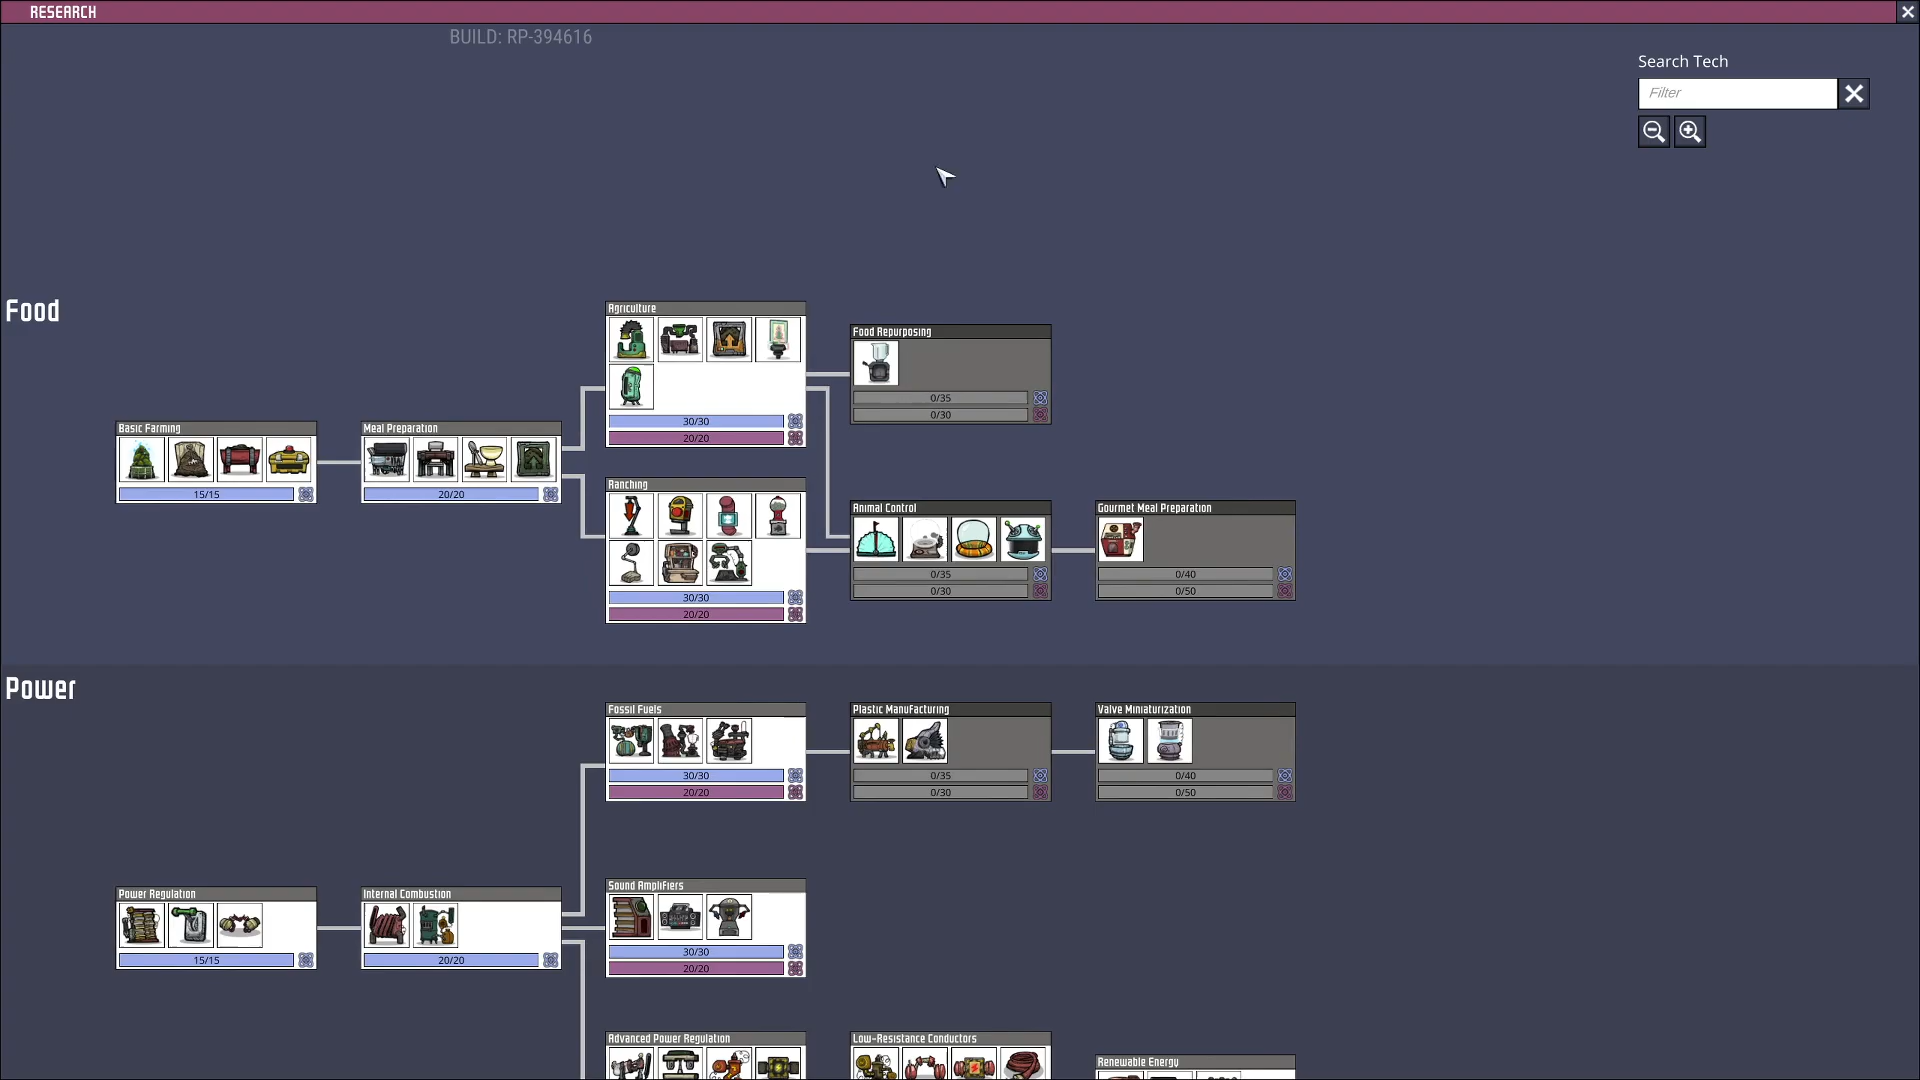 RESEARCH
BUILD: RP-394616
Search Tech
Filter
Food
Agriculture
30/30
20/20
Food Repurposing
0/35
0/30
Basic Farming
15/15
Meal Preparation
20/20
Ranching
30/30
20/20
Animal Control
0/35
0/30
Gourmet Meal Preparation
0/40
0/50
Power
Fossil Fuels
30/30
20/20
Plastic Manufacturing
0/35
0/30
Valve Miniaturization
0/40
0/50
Power Regulation
15/15
Internal Combustion
20/20
Sound Amplifiers
30/30
20/20
Advanced Power Regulation
Low-Resistance Conductors
Renewable Energy